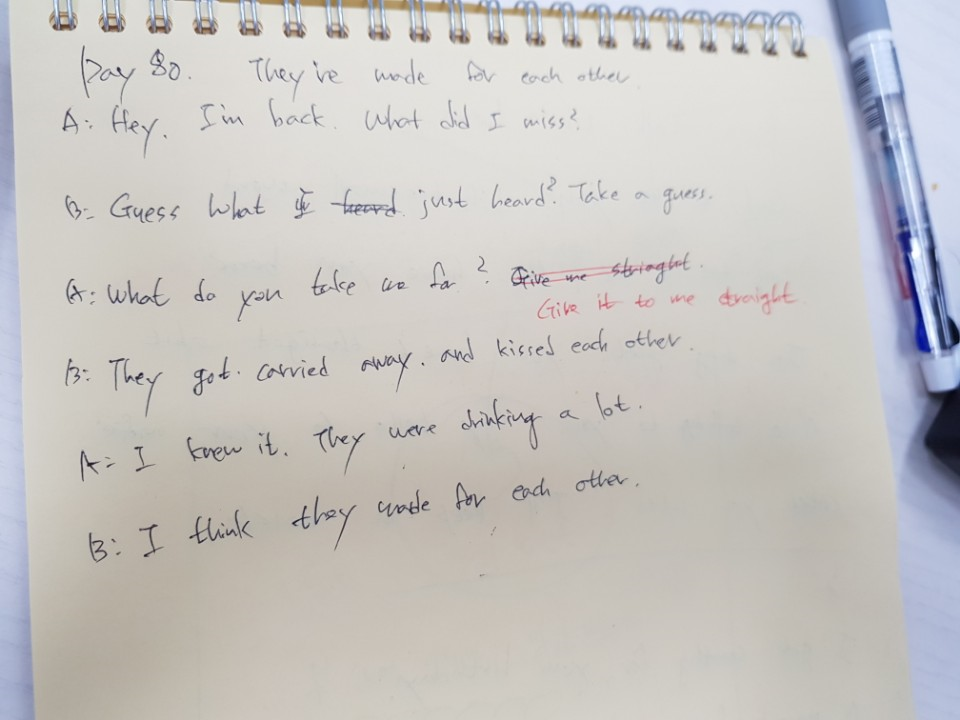 Day 80. They've made for each other.
A: Hey. I'm back. What did I miss?
B: Guess what I heard just heard? Take a guess.
A: What do you take me for? Give me strieght.
Give it to me straight
B: They got. carried away. and kissed each other.
A: I knew it. They were drinking a lot.
B: I think they made for each other.